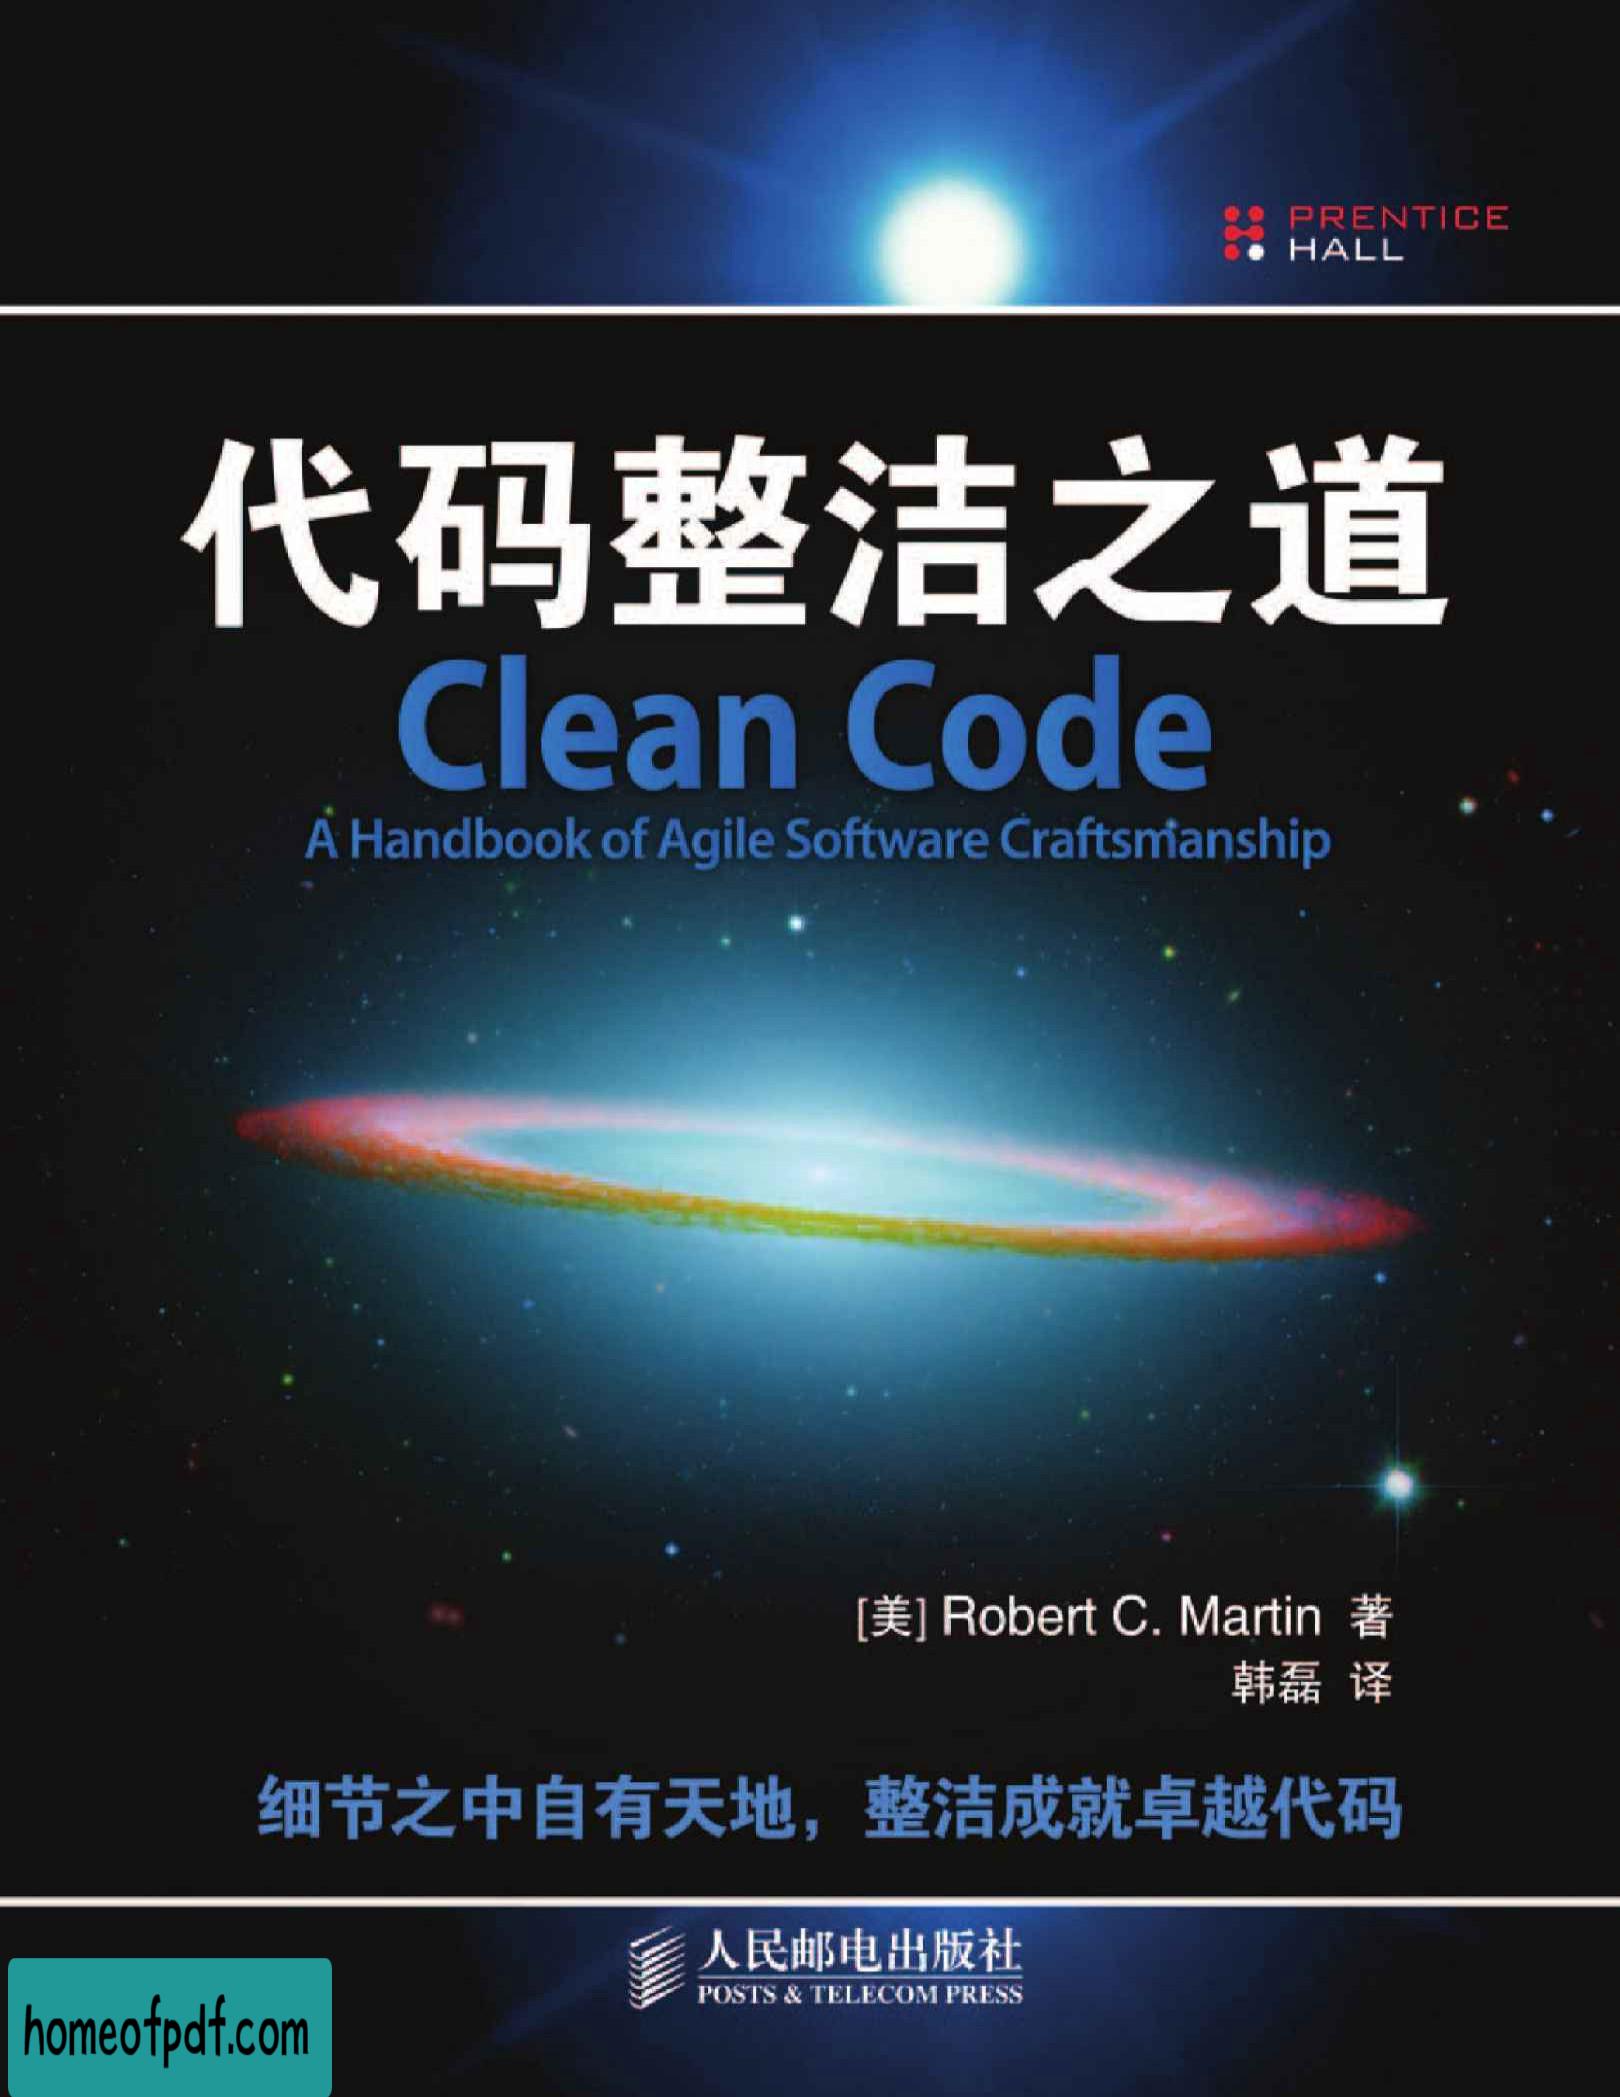 PRENTICE
HALL
代码整洁之道
Clean Code
A Handbook of Agile Software Craftsmanship
[美] Robert C. Martin 著
韩磊 译
细节之中自有天地，整洁成就卓越代码
人民邮电出版社
POSTS & TELECOM PRESS
homeofpdf.com